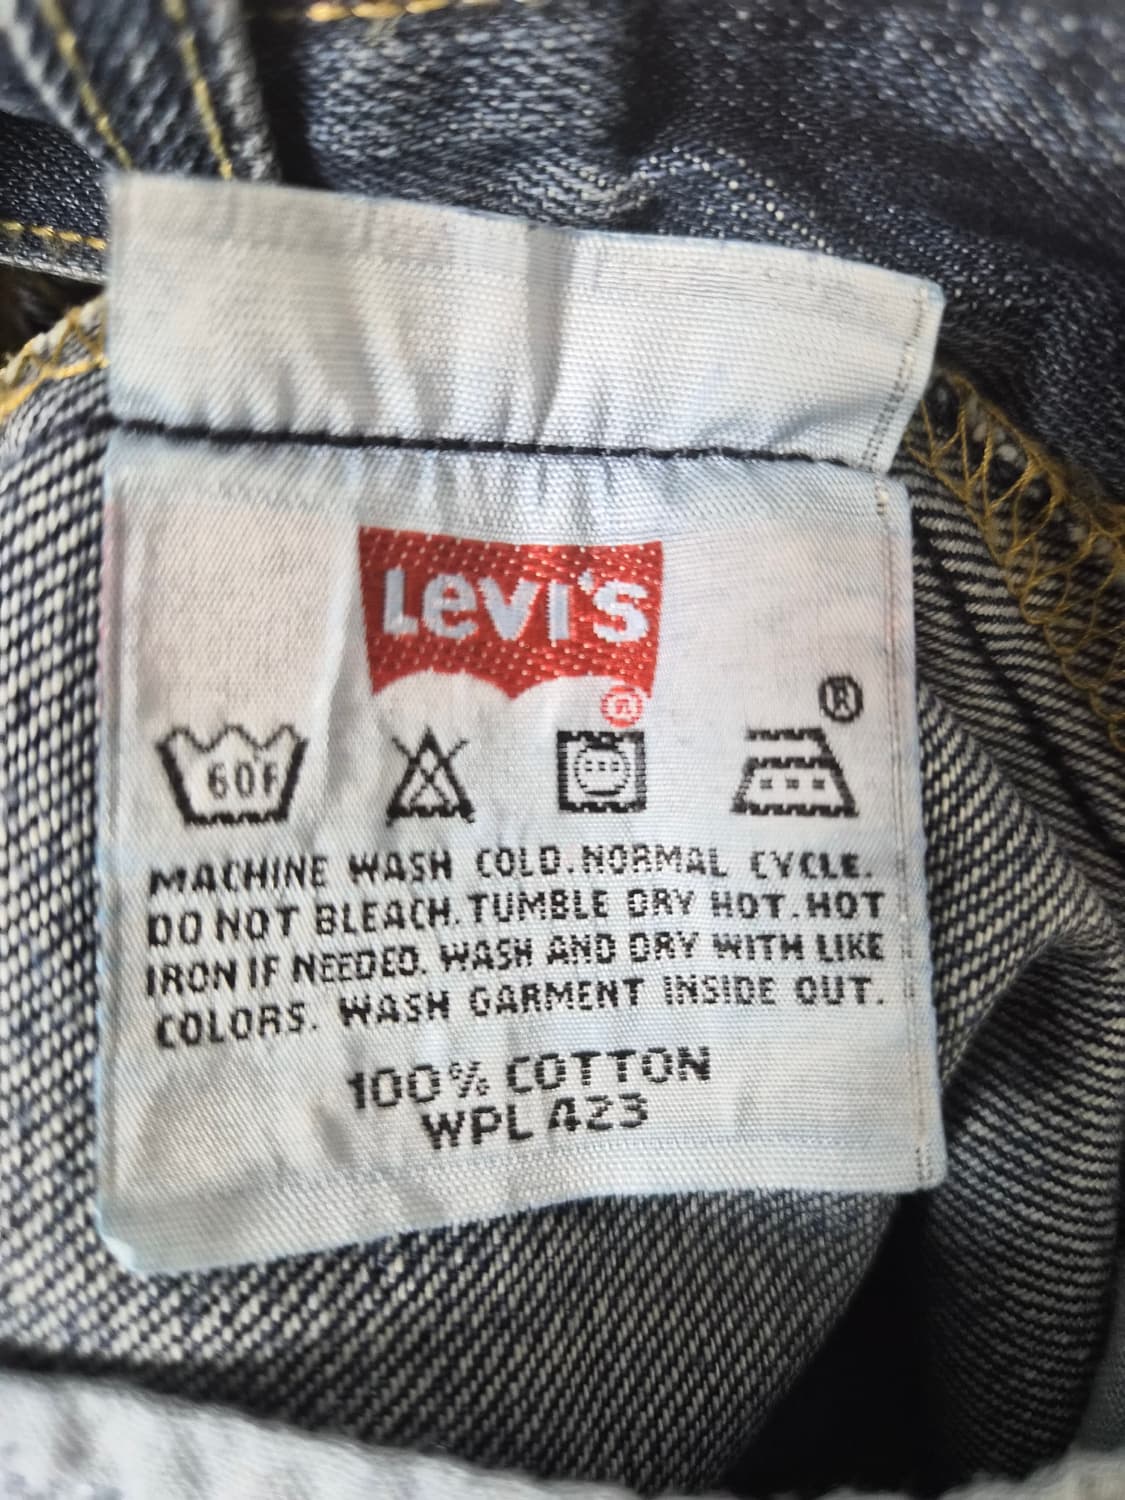 LEVI'S
®
®
60F
MACHINE WASH COLD. NORMAL CYCLE.
DO NOT BLEACH. TUMBLE DRY HOT. HOT
IRON IF NEEDED. WASH AND DRY WITH LIKE
COLORS. WASH GARMENT INSIDE OUT.
100% COTTON
WPL 423